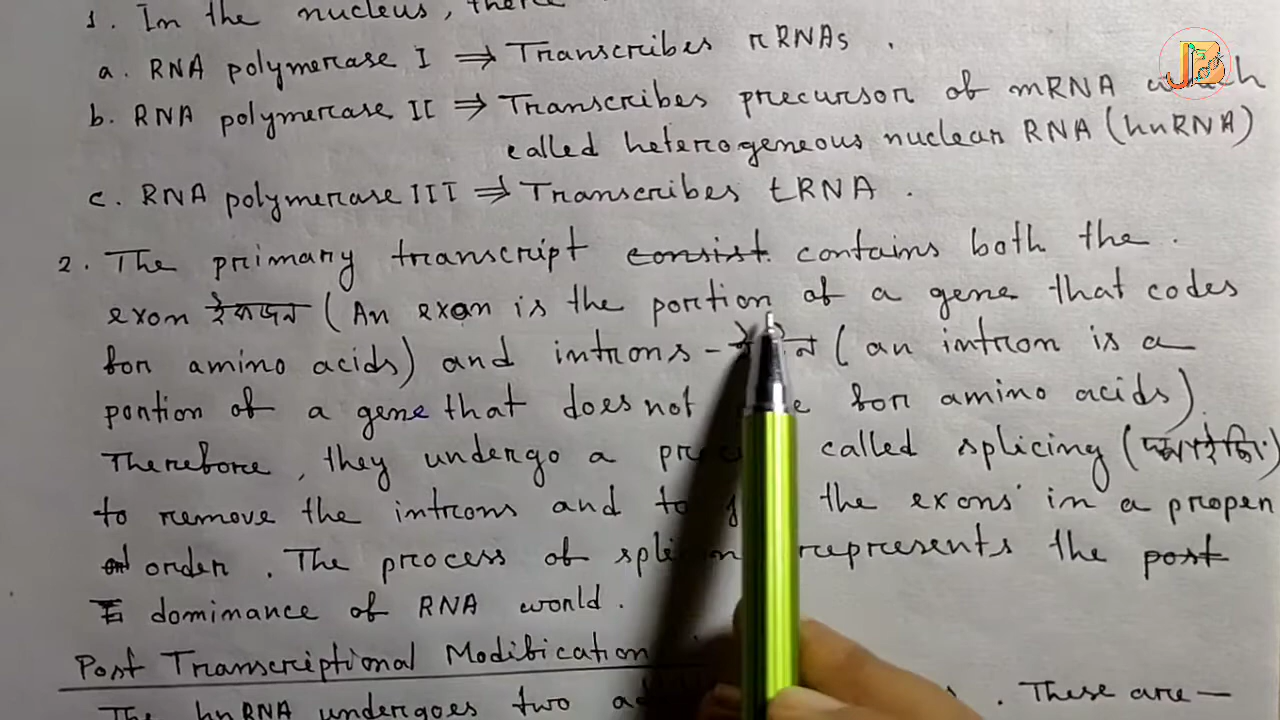 1. In the nucleus, there
a. RNA polymerase I ⇒ Transcribes rRNAs .
b. RNA polymerase II ⇒ Transcribes precursor of mRNA which
called heterogeneous nuclear RNA (hnRNA)
c. RNA polymerase III ⇒ Transcribes tRNA .
2. The primary transcript consist contains both the
exon (An exon is the portion of a gene that codes
for amino acids) and introns - (an intron is a
portion of a gene that does not for amino acids)
Therefore, they undergo a called splicing (
to remove the introns and to the exons in a proper
order. The process of represents the post
dominance of RNA world.
Post Transcriptional Modification
The hnRNA undergoes two . These are —